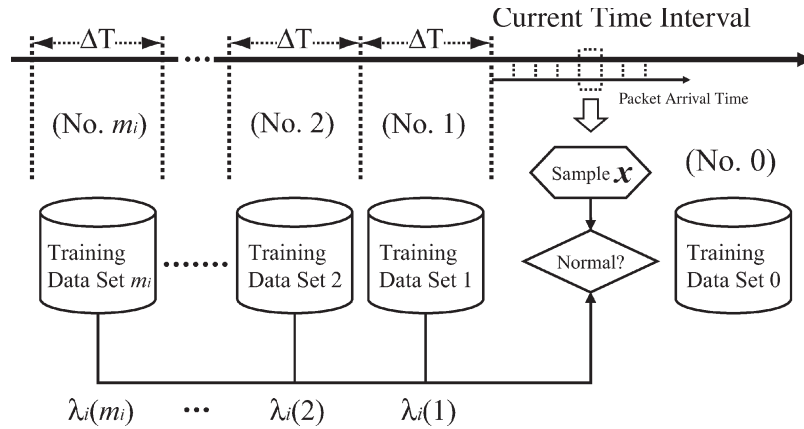 Current Time Interval
ΔT ... ΔT ΔT
Packet Arrival Time
(No. mᵢ) (No. 2) (No. 1)
(No. 0)
Sample x
Training Data Set mᵢ
Training Data Set 2
Training Data Set 1
Normal?
Training Data Set 0
λᵢ(mᵢ) ... λᵢ(2) λᵢ(1)